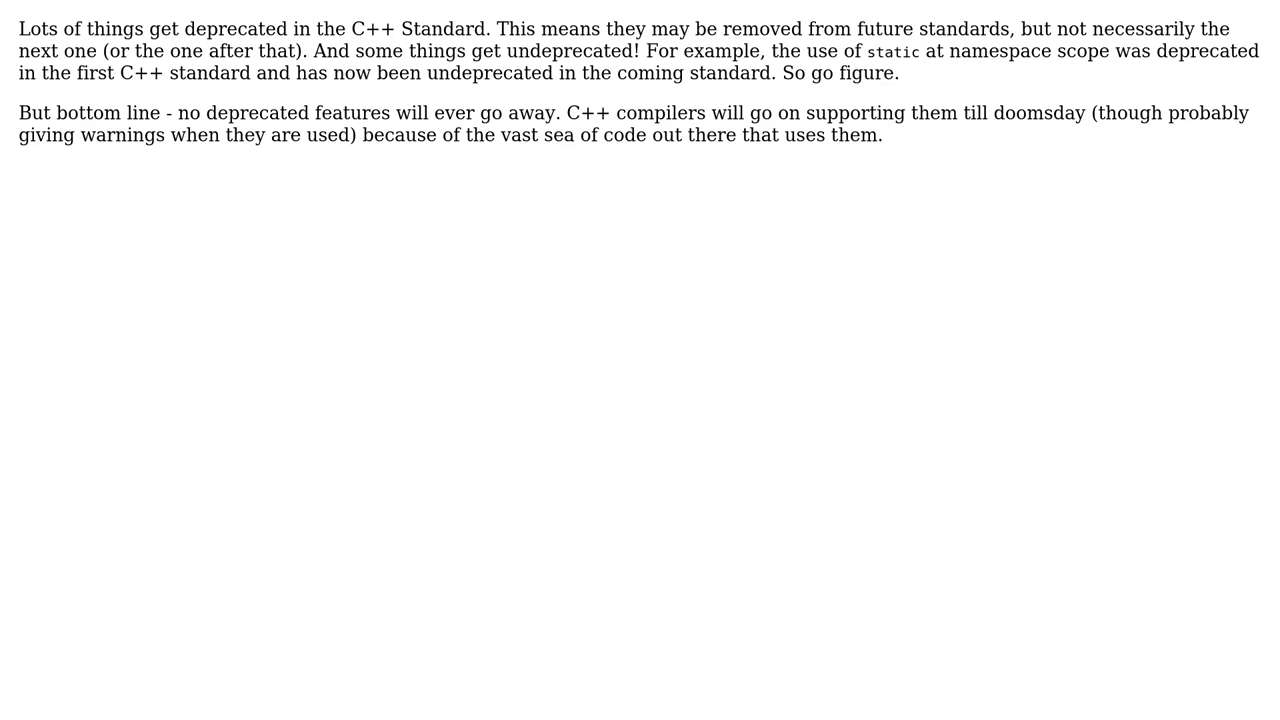 Lots of things get deprecated in the C++ Standard. This means they may be removed from future standards, but not necessarily the
next one (or the one after that). And some things get undeprecated! For example, the use of static at namespace scope was deprecated
in the first C++ standard and has now been undeprecated in the coming standard. So go figure.
But bottom line - no deprecated features will ever go away. C++ compilers will go on supporting them till doomsday (though probably
giving warnings when they are used) because of the vast sea of code out there that uses them.